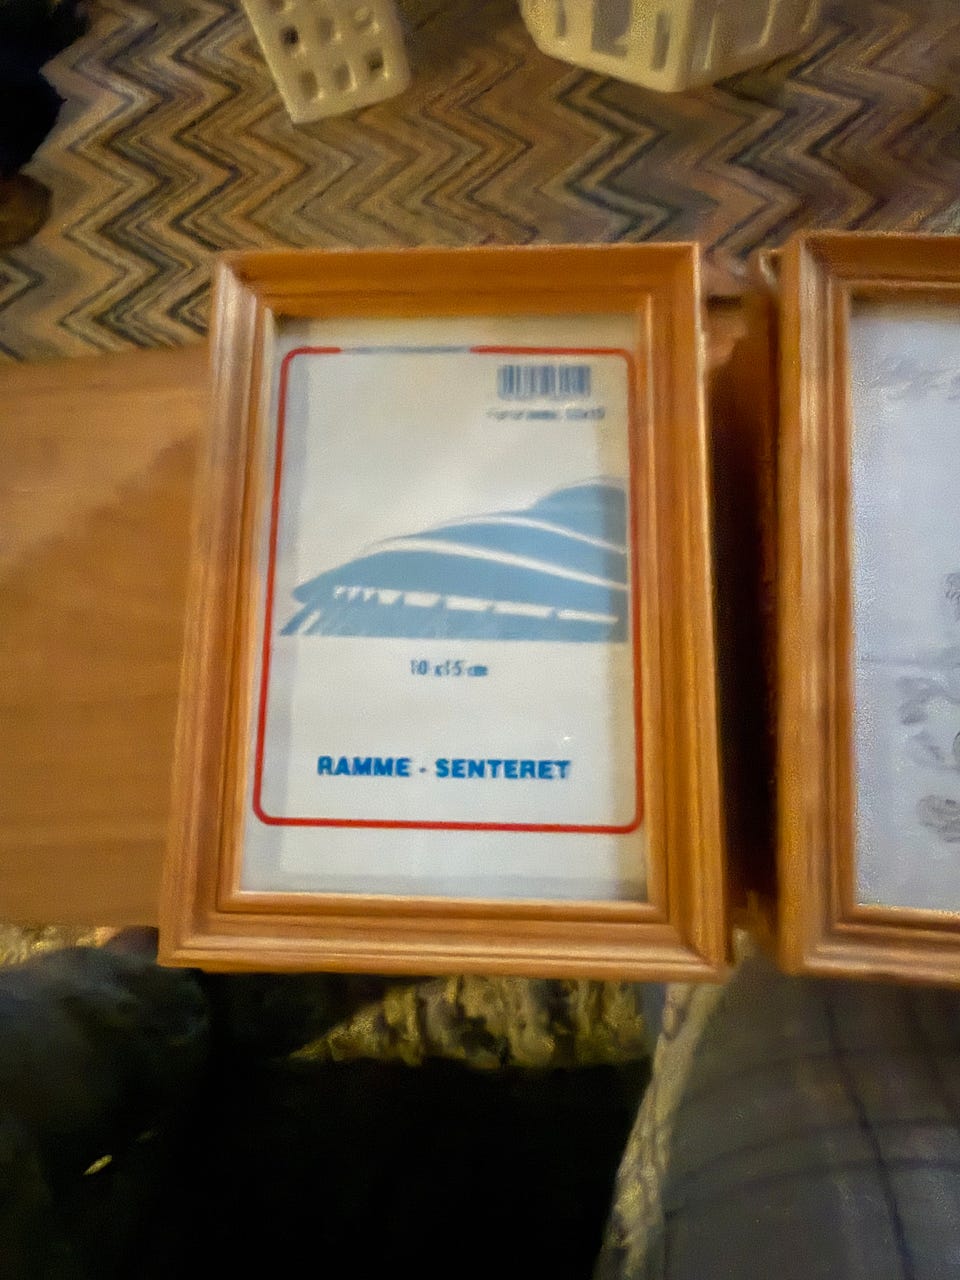 10 x 15 cm
RAMME - SENTERET